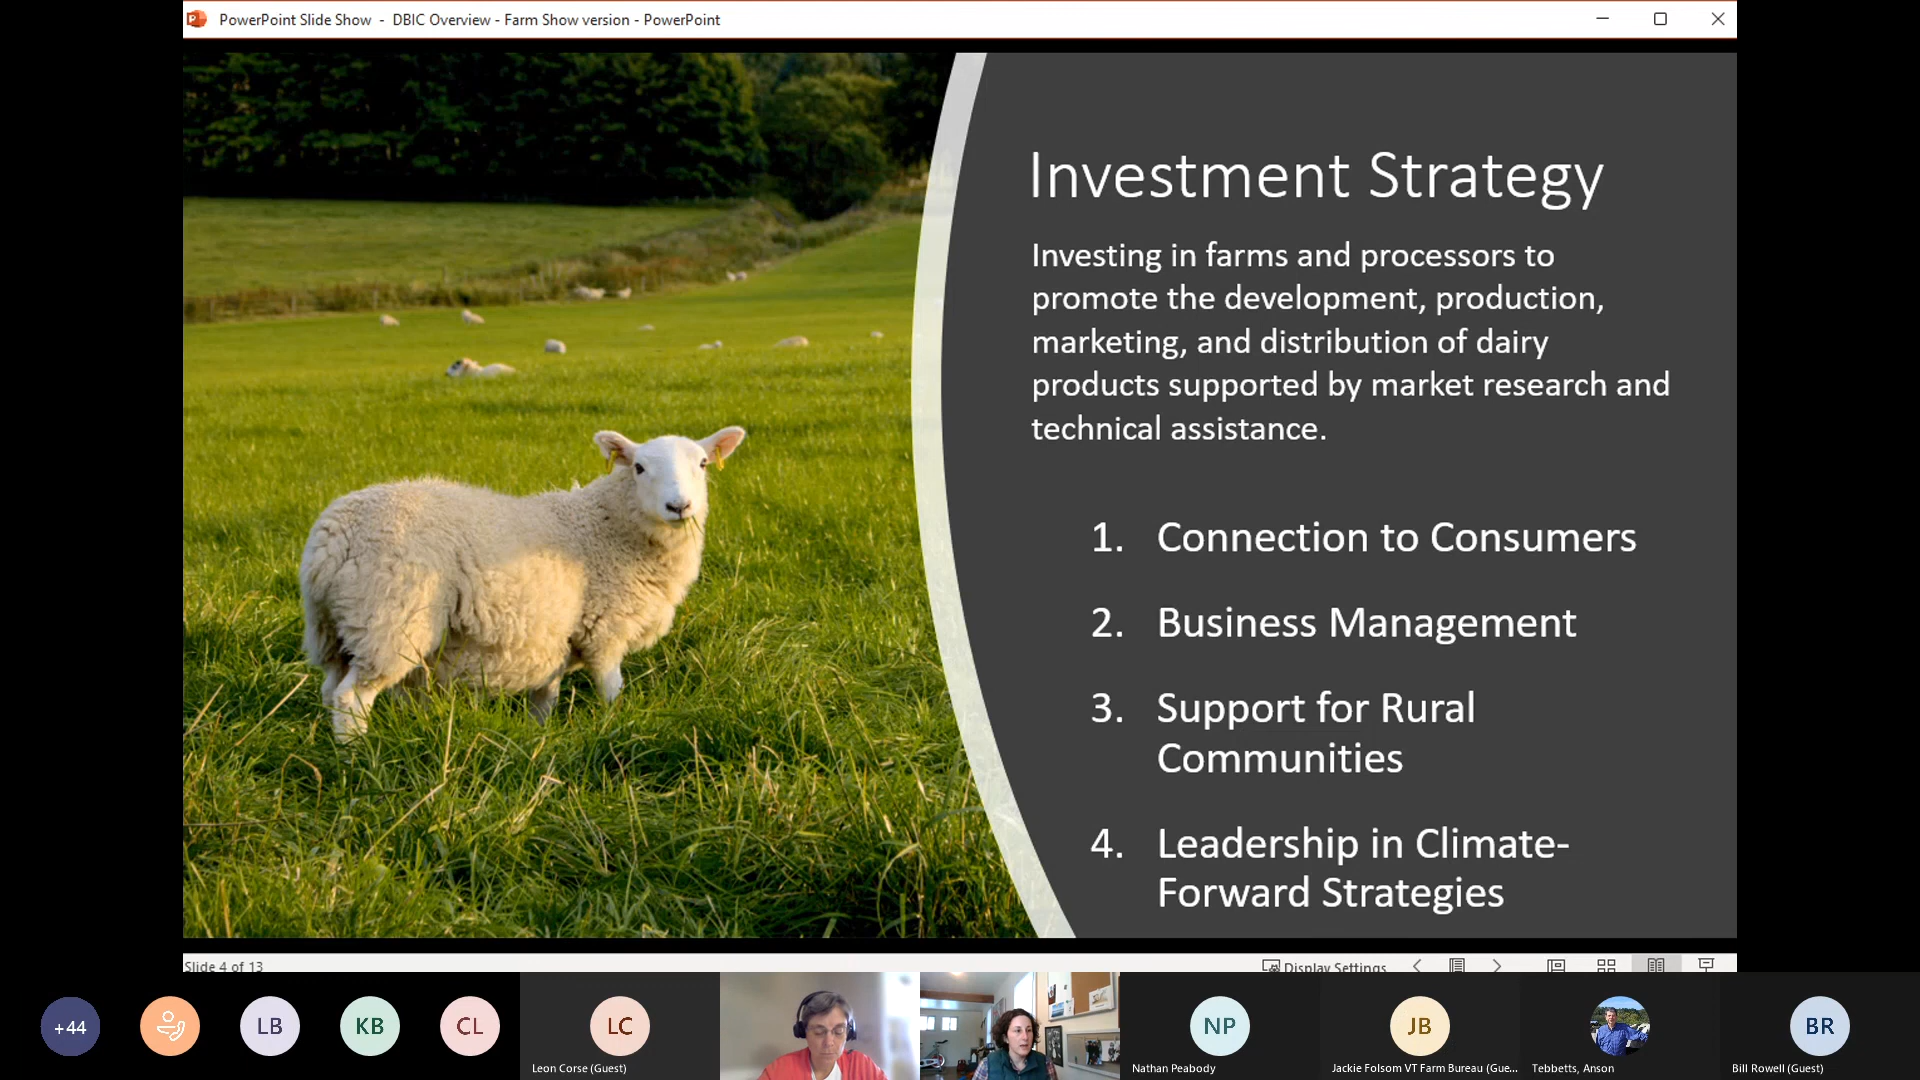 PowerPoint Slide Show - DBIC Overview - Farm Show version - PowerPoint
Investment Strategy
Investing in farms and processors to
promote the development, production,
marketing, and distribution of dairy
products supported by market research and
technical assistance.
1. Connection to Consumers
2. Business Management
3. Support for Rural
Communities
4. Leadership in Climate-
Forward Strategies
Slide 4 of 13
Display Settings
+44
LB
KB
CL
LC
Leon Corse (Guest)
NP
Nathan Peabody
JB
Jackie Folsom VT Farm Bureau (Gue...
Tebbetts, Anson
BR
Bill Rowell (Guest)